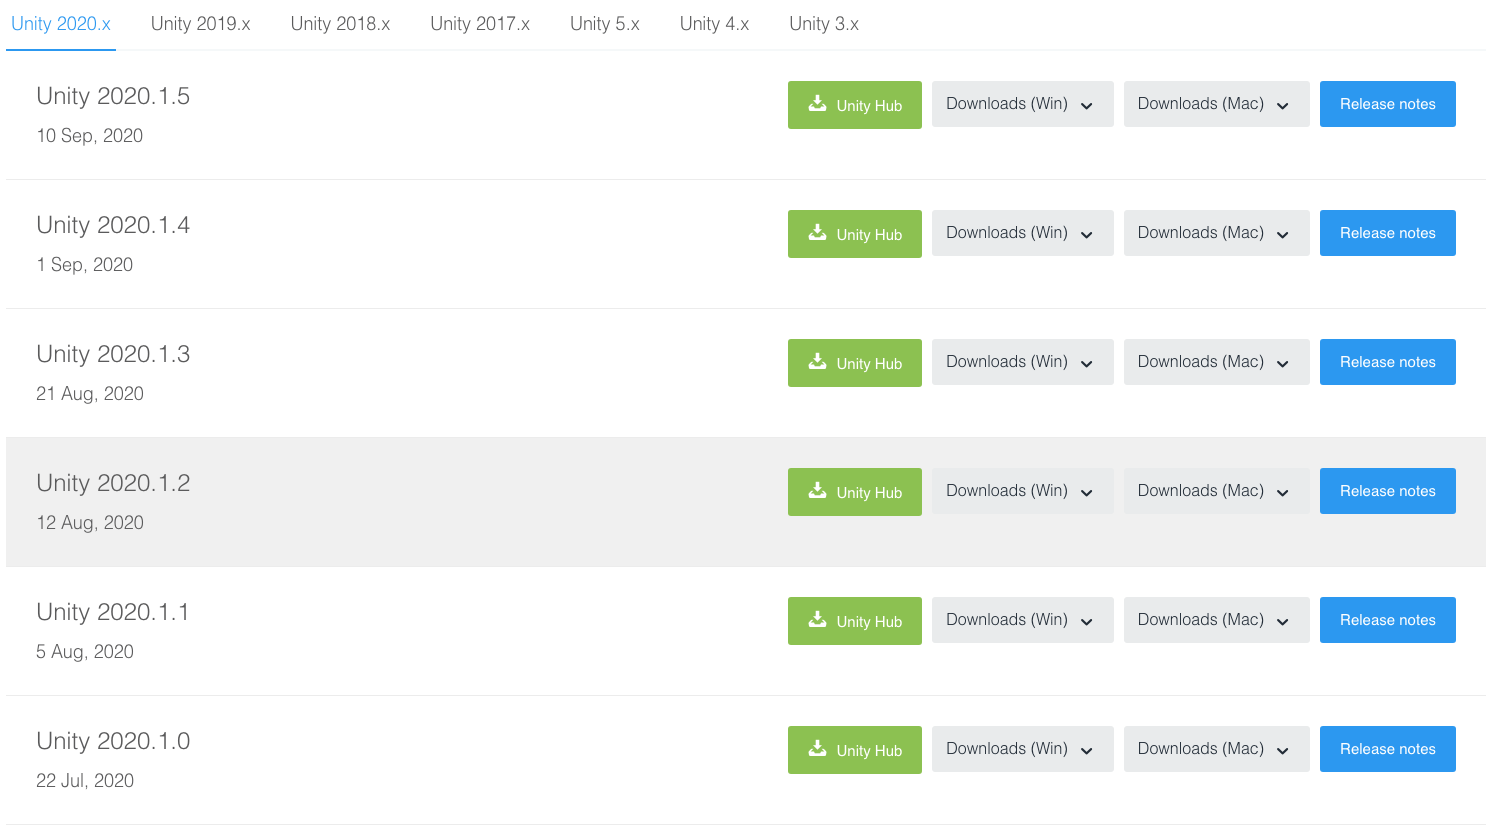 Unity 2020.x Unity 2019.x Unity 2018.x Unity 2017.x Unity 5.x Unity 4.x Unity 3.x
Unity 2020.1.5 Unity Hub Downloads (Win) Downloads (Mac) Release notes
10 Sep, 2020
Unity 2020.1.4 Unity Hub Downloads (Win) Downloads (Mac) Release notes
1 Sep, 2020
Unity 2020.1.3 Unity Hub Downloads (Win) Downloads (Mac) Release notes
21 Aug, 2020
Unity 2020.1.2 Unity Hub Downloads (Win) Downloads (Mac) Release notes
12 Aug, 2020
Unity 2020.1.1 Unity Hub Downloads (Win) Downloads (Mac) Release notes
5 Aug, 2020
Unity 2020.1.0 Unity Hub Downloads (Win) Downloads (Mac) Release notes
22 Jul, 2020